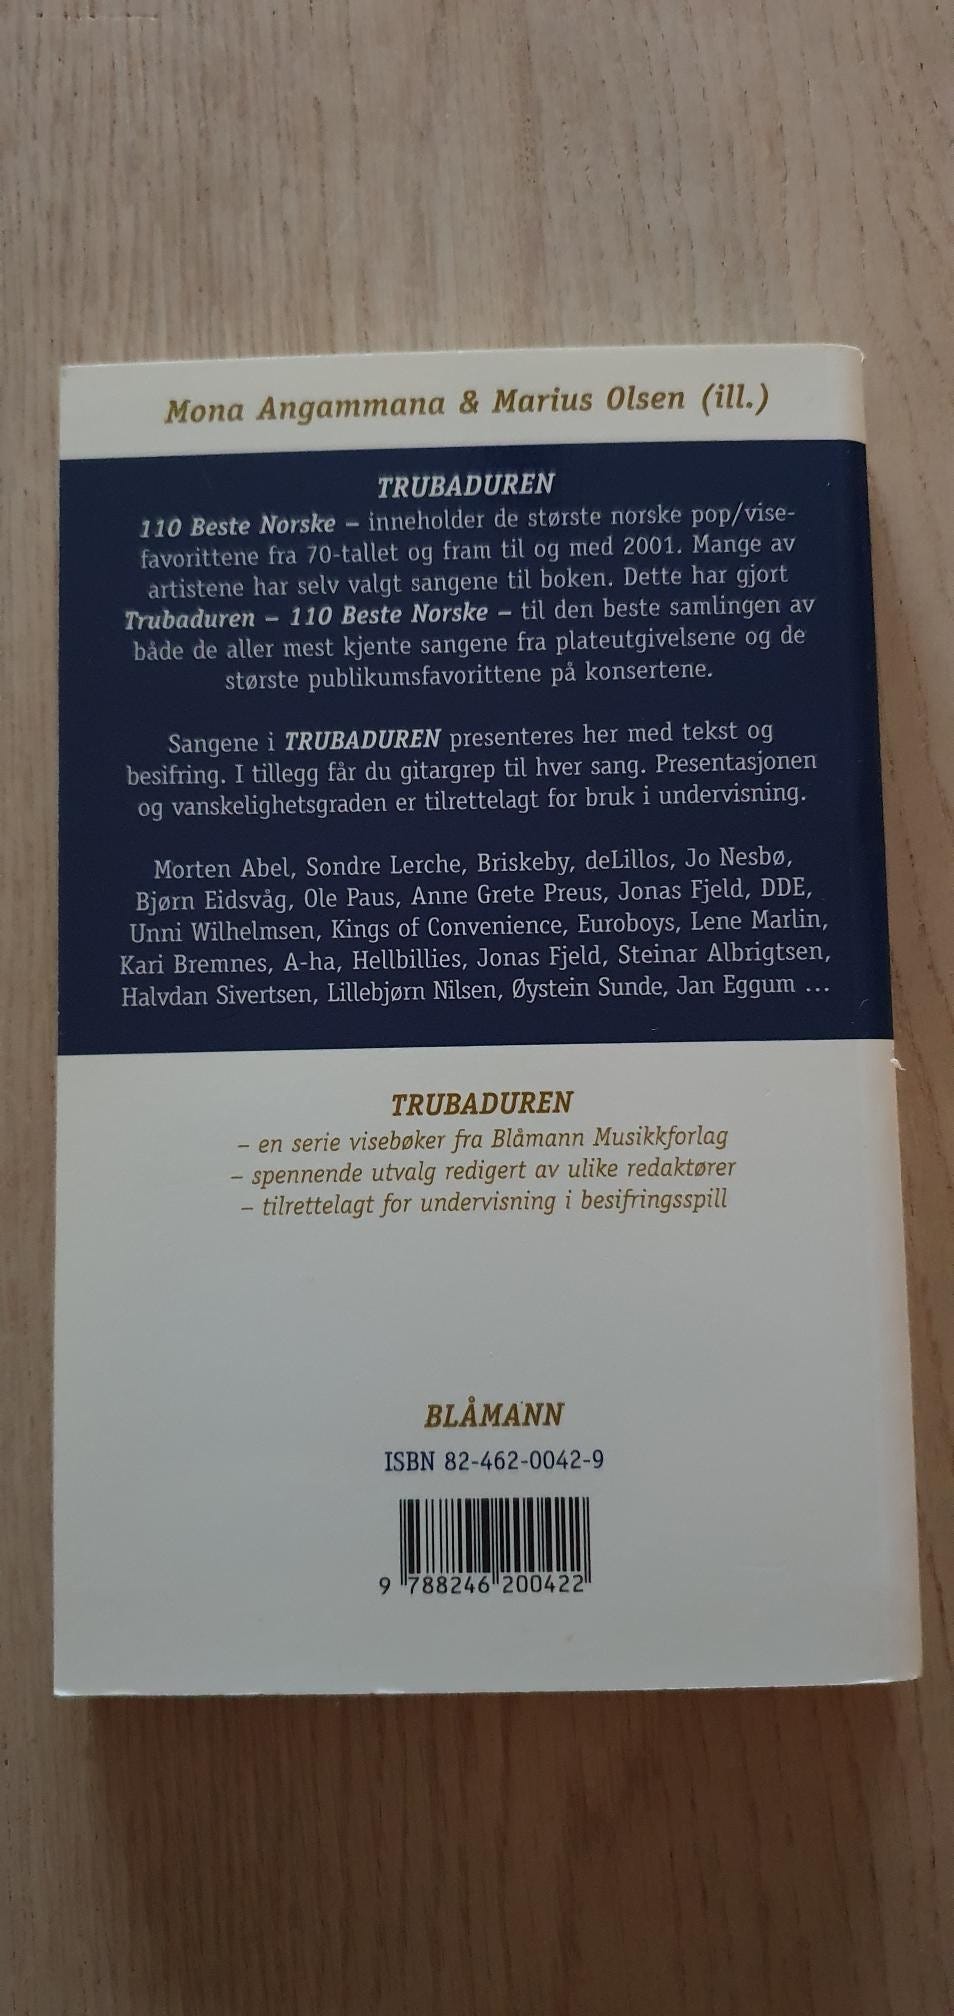 Mona Angammana & Marius Olsen (ill.)
TRUBADUREN
110 Beste Norske – inneholder de største norske pop/vise-
favorittene fra 70-tallet og fram til og med 2001. Mange av
artistene har selv valgt sangene til boken. Dette har gjort
Trubaduren – 110 Beste Norske – til den beste samlingen av
både de aller mest kjente sangene fra plateutgivelsene og de
største publikumsfavorittene på konsertene.
Sangene i TRUBADUREN presenteres her med tekst og
besifring. I tillegg får du gitargrep til hver sang. Presentasjonen
og vanskelighetsgraden er tilrettelagt for bruk i undervisning.
Morten Abel, Sondre Lerche, Briskeby, deLillos, Jo Nesbø,
Bjørn Eidsvåg, Ole Paus, Anne Grete Preus, Jonas Fjeld, DDE,
Unni Wilhelmsen, Kings of Convenience, Euroboys, Lene Marlin,
Kari Bremnes, A-ha, Hellbillies, Jonas Fjeld, Steinar Albrigtsen,
Halvdan Sivertsen, Lillebjørn Nilsen, Øystein Sunde, Jan Eggum ...
TRUBADUREN
– en serie visebøker fra Blåmann Musikkforlag
– spennende utvalg redigert av ulike redaktører
– tilrettelagt for undervisning i besifringsspill
BLÅMANN
ISBN 82-462-0042-9
9 788246 200422